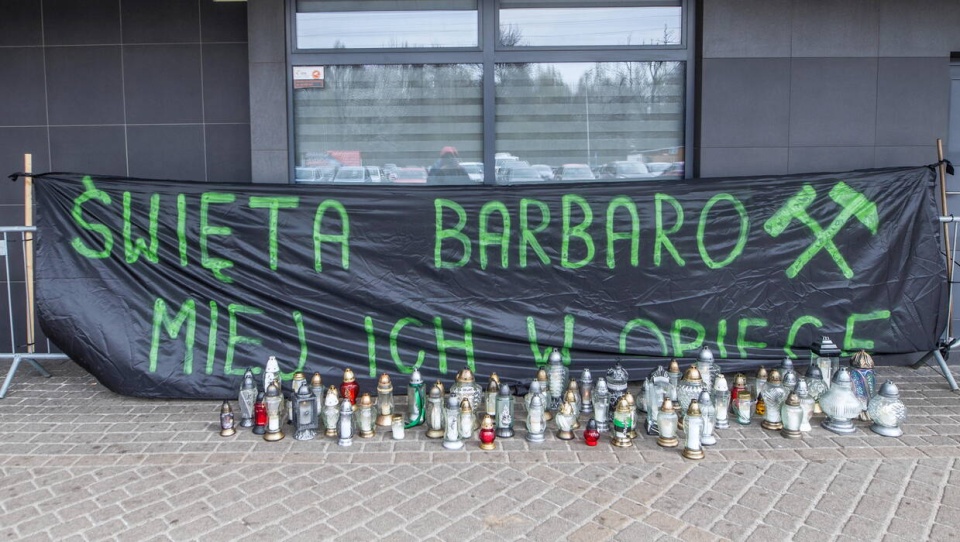 ŚWIĘTA BARBARO
MIEJ ICH W OPIECE